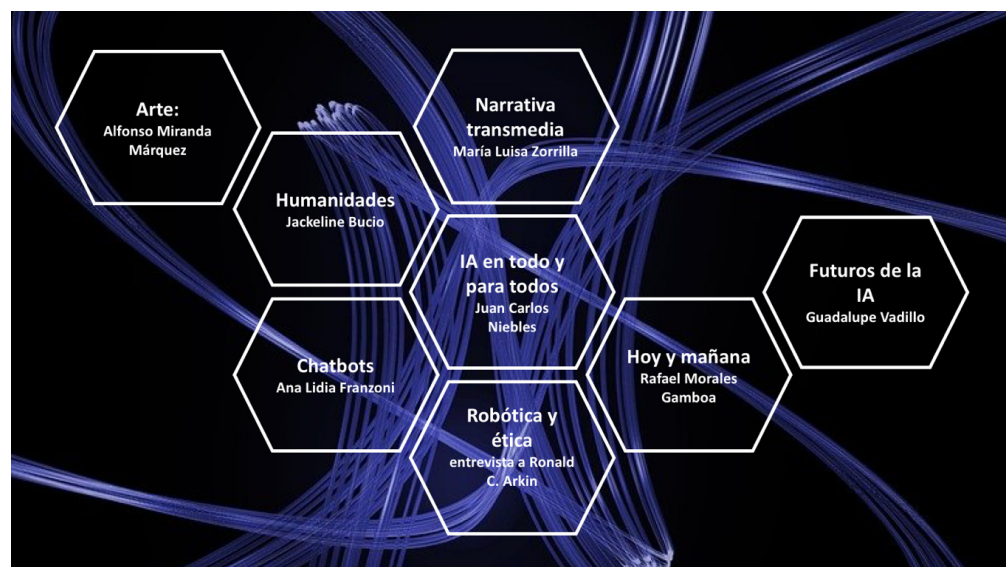 Arte:
Alfonso Miranda
Márquez
Humanidades
Jackeline Bucio
Narrativa
transmedia
María Luisa Zorrilla
IA en todo y
para todos
Juan Carlos
Niebles
Futuros de la
IA
Guadalupe Vadillo
Chatbots
Ana Lidia Franzoni
Hoy y mañana
Rafael Morales
Gamboa
Robótica y
ética
entrevista a Ronald
C. Arkin